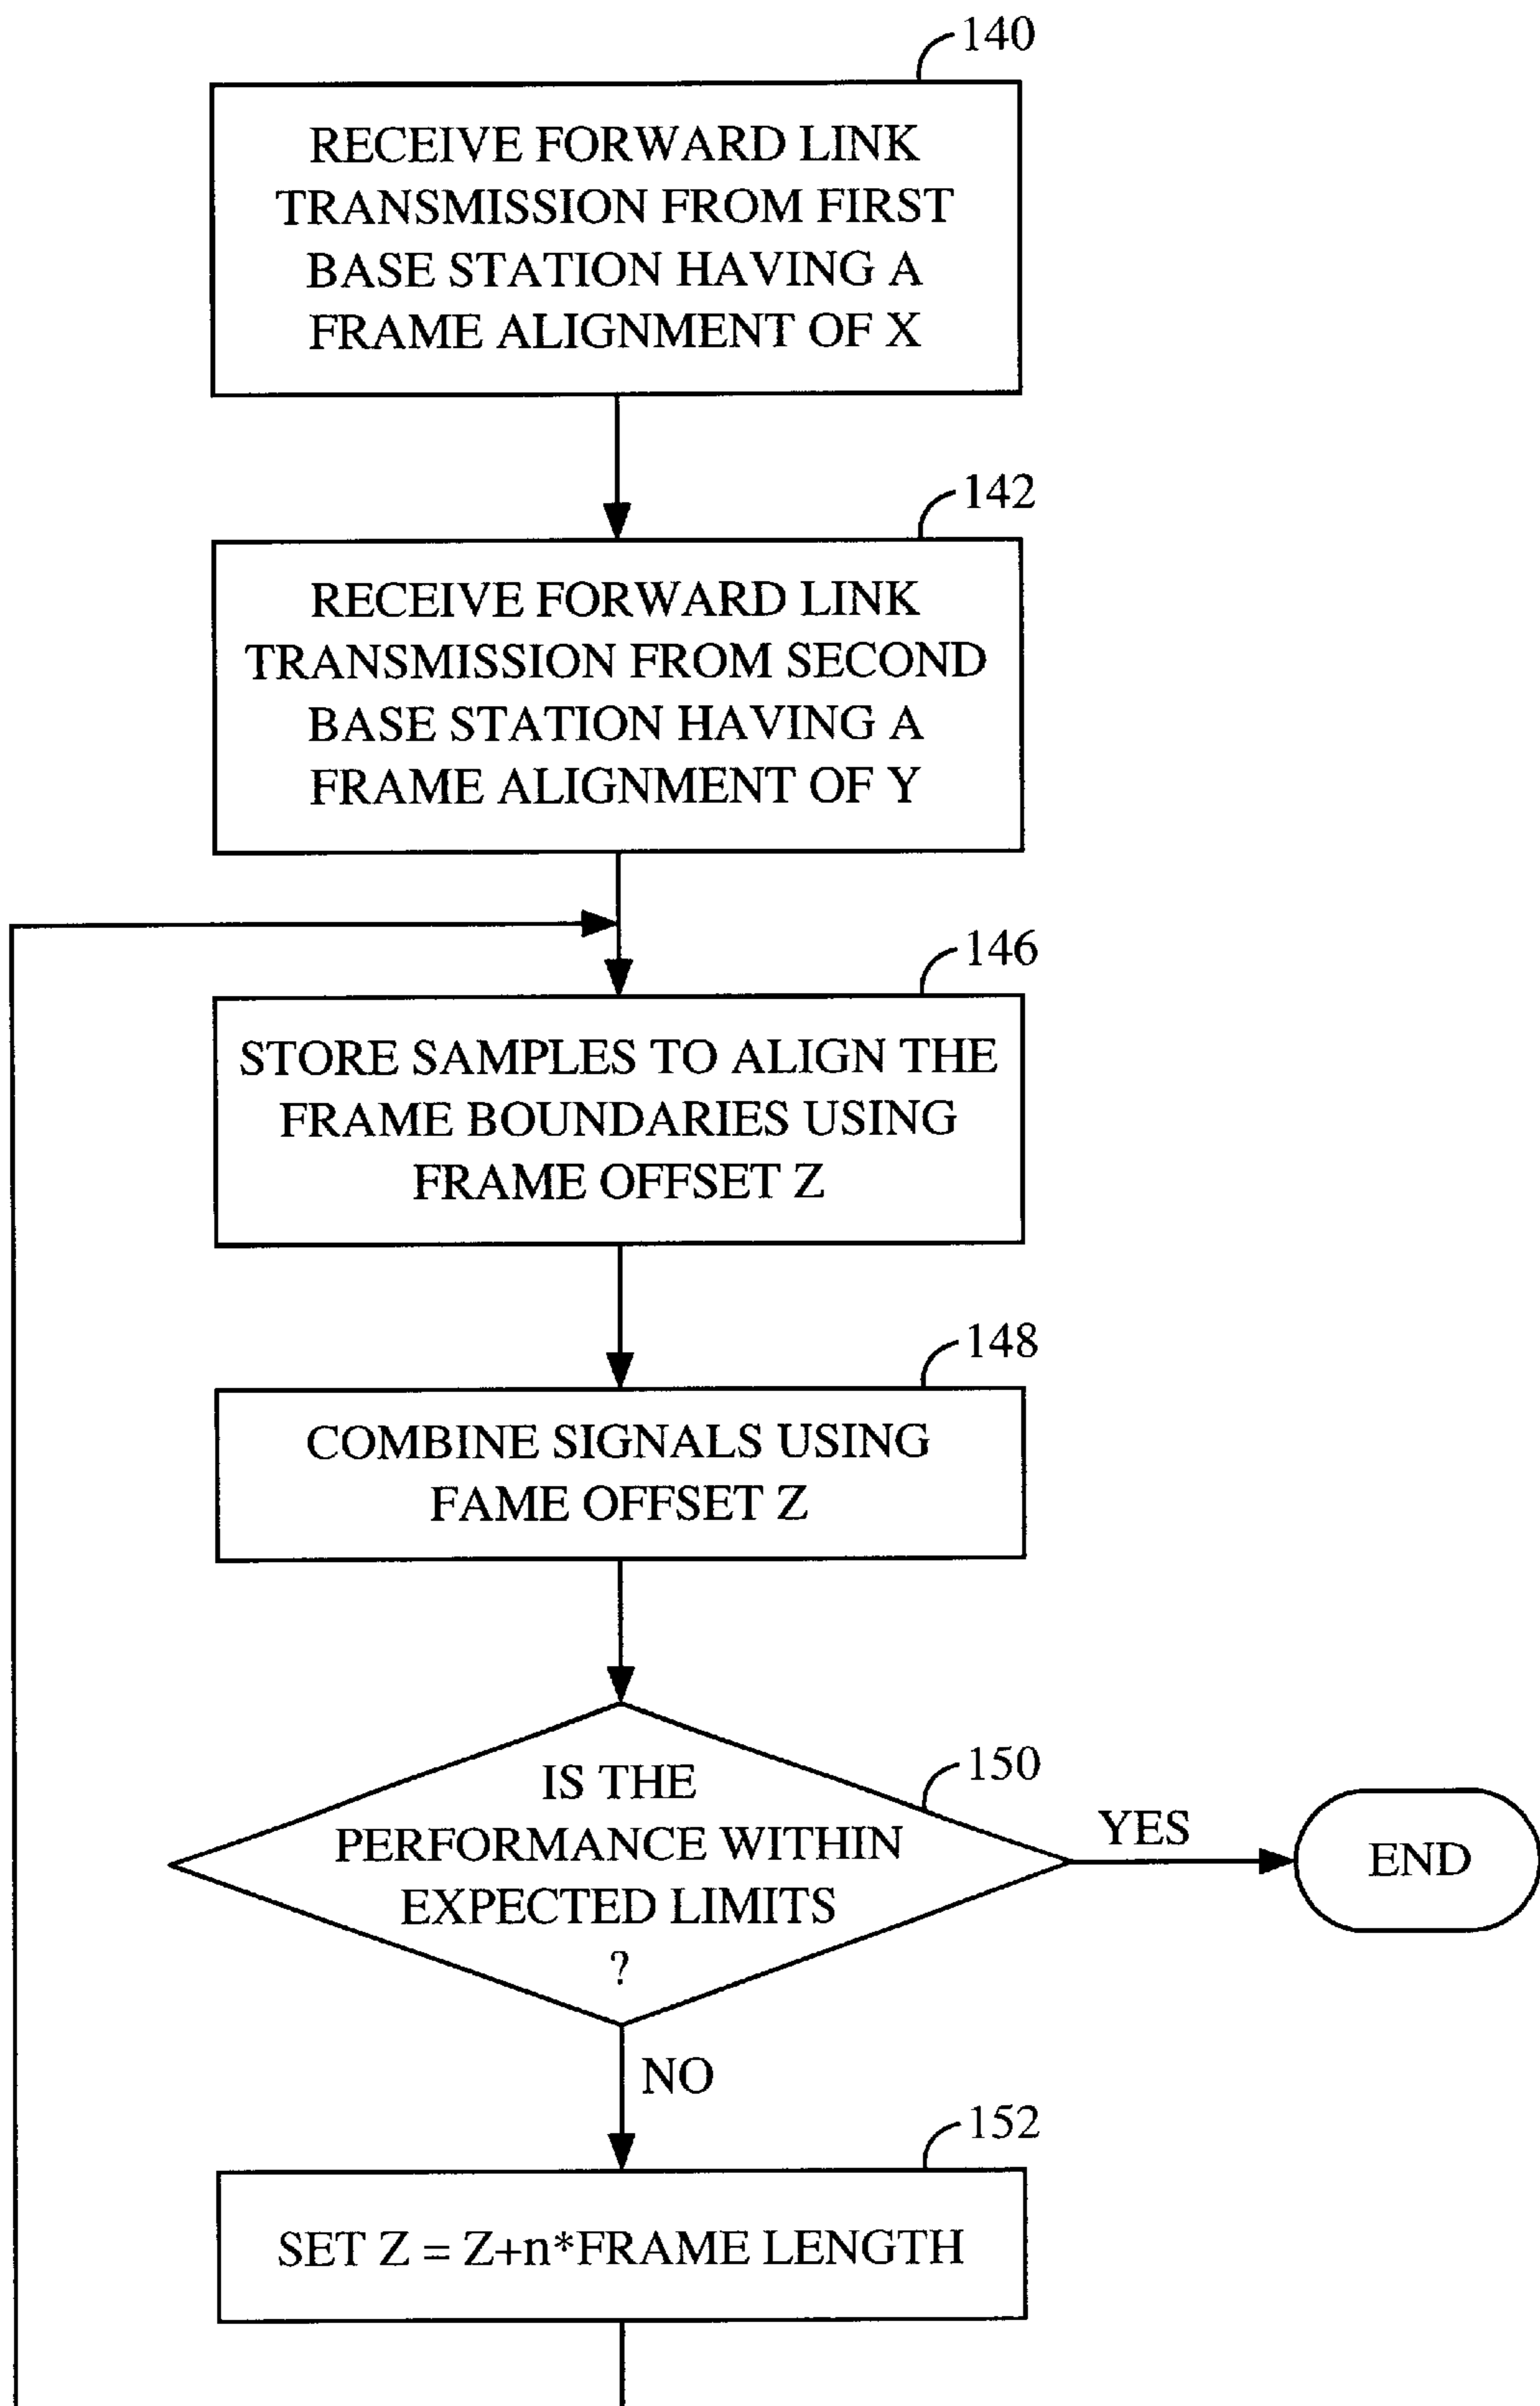 140
RECEIVE FORWARD LINK
TRANSMISSION FROM FIRST
BASE STATION HAVING A
FRAME ALIGNMENT OF X
142
RECEIVE FORWARD LINK
TRANSMISSION FROM SECOND
BASE STATION HAVING A
FRAME ALIGNMENT OF Y
146
STORE SAMPLES TO ALIGN THE
FRAME BOUNDARIES USING
FRAME OFFSET Z
148
COMBINE SIGNALS USING
FAME OFFSET Z
150
IS THE
PERFORMANCE WITHIN
EXPECTED LIMITS
?
YES
END
NO
152
SET Z = Z+n*FRAME LENGTH